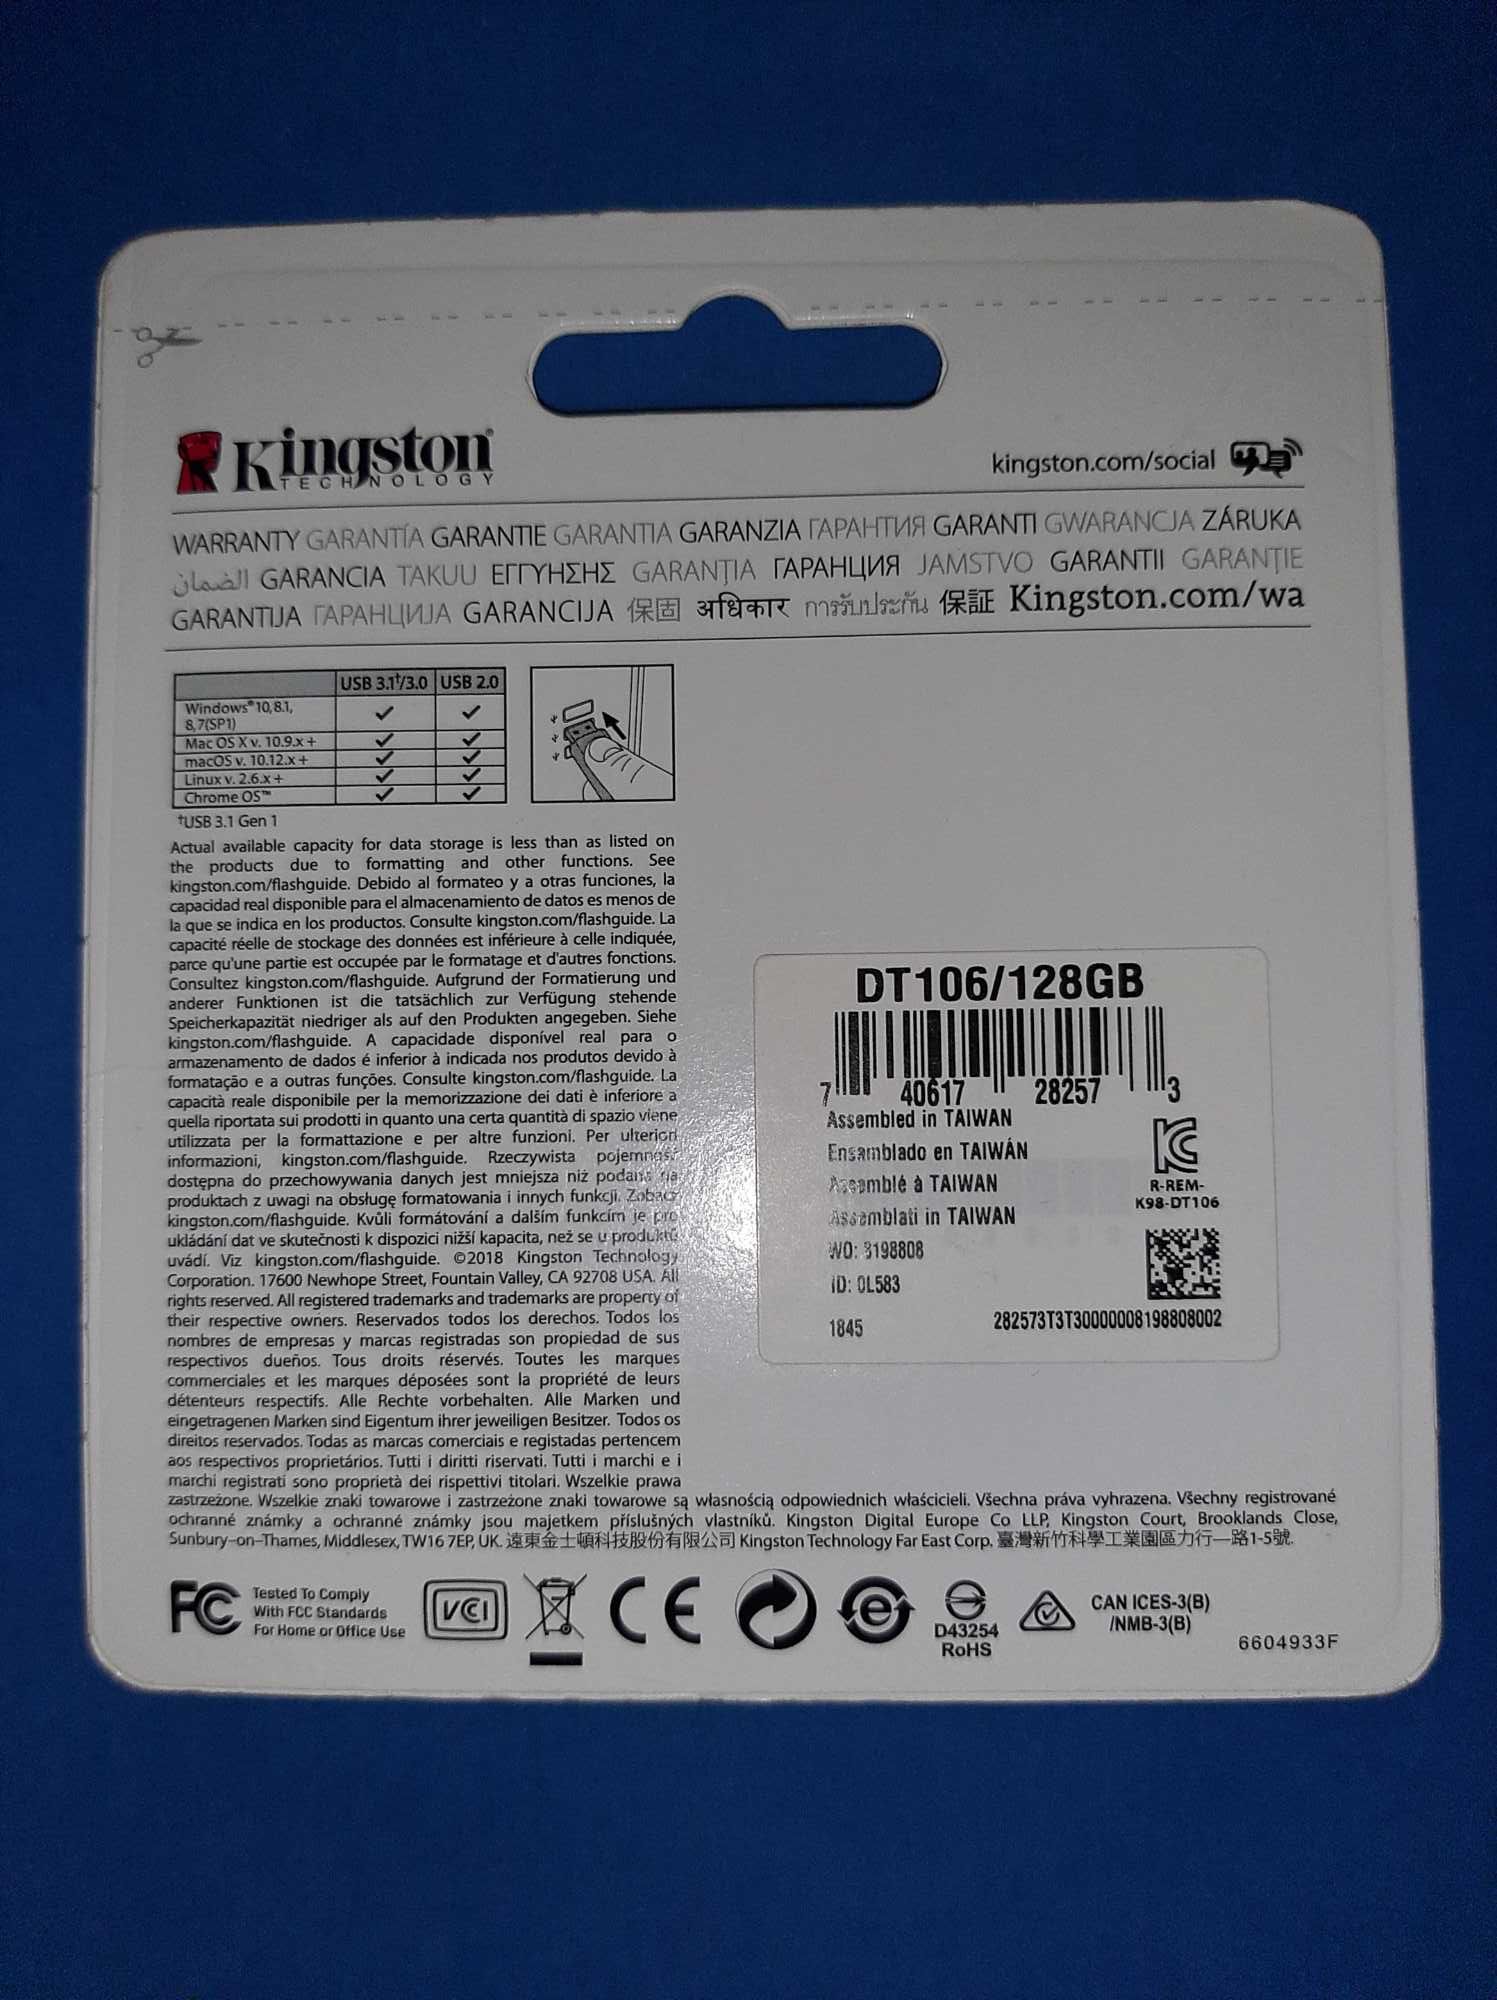 Kingston®
TECHNOLOGY
kingston.com/social
WARRANTY GARANTÍA GARANTIE GARANTIA GARANZIA ГАРАНТИЯ GARANTI GWARANCJA ZÁRUKA
الضمان GARANCIA TAKUU ΕΓΓΥΗΣΗΣ GARANŢIA ГАРАНЦИЯ JAMSTVO GARANTII GARANŢIE
GARANTIJA ГАРАНЦИЈА GARANCIJA 保固 अधिकार การรับประกัน 保証 Kingston.com/wa
USB 3.1†/3.0 USB 2.0
Windows® 10, 8.1,
8, 7(SP1)
Mac OS X v. 10.9.x +
macOS v. 10.12.x +
Linux v. 2.6.x +
Chrome OS™
†USB 3.1 Gen 1
Actual available capacity for data storage is less than as listed on
the products due to formatting and other functions. See
kingston.com/flashguide. Debido al formateo y a otras funciones, la
capacidad real disponible para el almacenamiento de datos es menos de
la que se indica en los productos. Consulte kingston.com/flashguide. La
capacité réelle de stockage des données est inférieure à celle indiquée,
parce qu'une partie est occupée par le formatage et d'autres fonctions.
Consultez kingston.com/flashguide. Aufgrund der Formatierung und
anderer Funktionen ist die tatsächlich zur Verfügung stehende
Speicherkapazität niedriger als auf den Produkten angegeben. Siehe
kingston.com/flashguide. A capacidade disponível real para o
armazenamento de dados é inferior à indicada nos produtos devido à
formatação e a outras funções. Consulte kingston.com/flashguide. La
capacità reale disponibile per la memorizzazione dei dati è inferiore a
quella riportata sui prodotti in quanto una certa quantità di spazio viene
utilizzata per la formattazione e per altre funzioni. Per ulteriori
informazioni, kingston.com/flashguide. Rzeczywista pojemność
dostępna do przechowywania danych jest mniejsza niż podana na
produktach z uwagi na obsługę formatowania i innych funkcji. Zobacz
kingston.com/flashguide. Kvůli formátování a dalším funkcím je pro
ukládání dat ve skutečnosti k dispozici nižší kapacita, než se u produktů
uvádí. Viz kingston.com/flashguide. ©2018 Kingston Technology
Corporation. 17600 Newhope Street, Fountain Valley, CA 92708 USA. All
rights reserved. All registered trademarks and trademarks are property of
their respective owners. Reservados todos los derechos. Todos los
nombres de empresas y marcas registradas son propiedad de sus
respectivos dueños. Tous droits réservés. Toutes les marques
commerciales et les marques déposées sont la propriété de leurs
détenteurs respectifs. Alle Rechte vorbehalten. Alle Marken und
eingetragenen Marken sind Eigentum ihrer jeweiligen Besitzer. Todos os
direitos reservados. Todas as marcas comerciais e registadas pertencem
aos respectivos proprietários. Tutti i diritti riservati. Tutti i marchi e i
marchi registrati sono proprietà dei rispettivi titolari. Wszelkie prawa
zastrzeżone. Wszelkie znaki towarowe i zastrzeżone znaki towarowe są własnością odpowiednich właścicieli. Všechna práva vyhrazena. Všechny registrované
ochranné známky a ochranné známky jsou majetkem příslušných vlastníků. Kingston Digital Europe Co LLP, Kingston Court, Brooklands Close,
Sunbury-on-Thames, Middlesex, TW16 7EP, UK. 遠東金士頓科技股份有限公司 Kingston Technology Far East Corp. 臺灣新竹科學工業園區力行一路1-5號.
DT106/128GB
7 40617 28257 3
Assembled in TAIWAN
Ensamblado en TAIWÁN
Assemblé à TAIWAN
Assemblati in TAIWAN
WO: 8198808
ID: 0L583
1845
R-REM-
K98-DT106
282573T3T30000008198808002
FC Tested To Comply
With FCC Standards
For Home or Office Use
VCI
CE
e
D43254
RoHS
CAN ICES-3(B)
/NMB-3(B)
6604933F